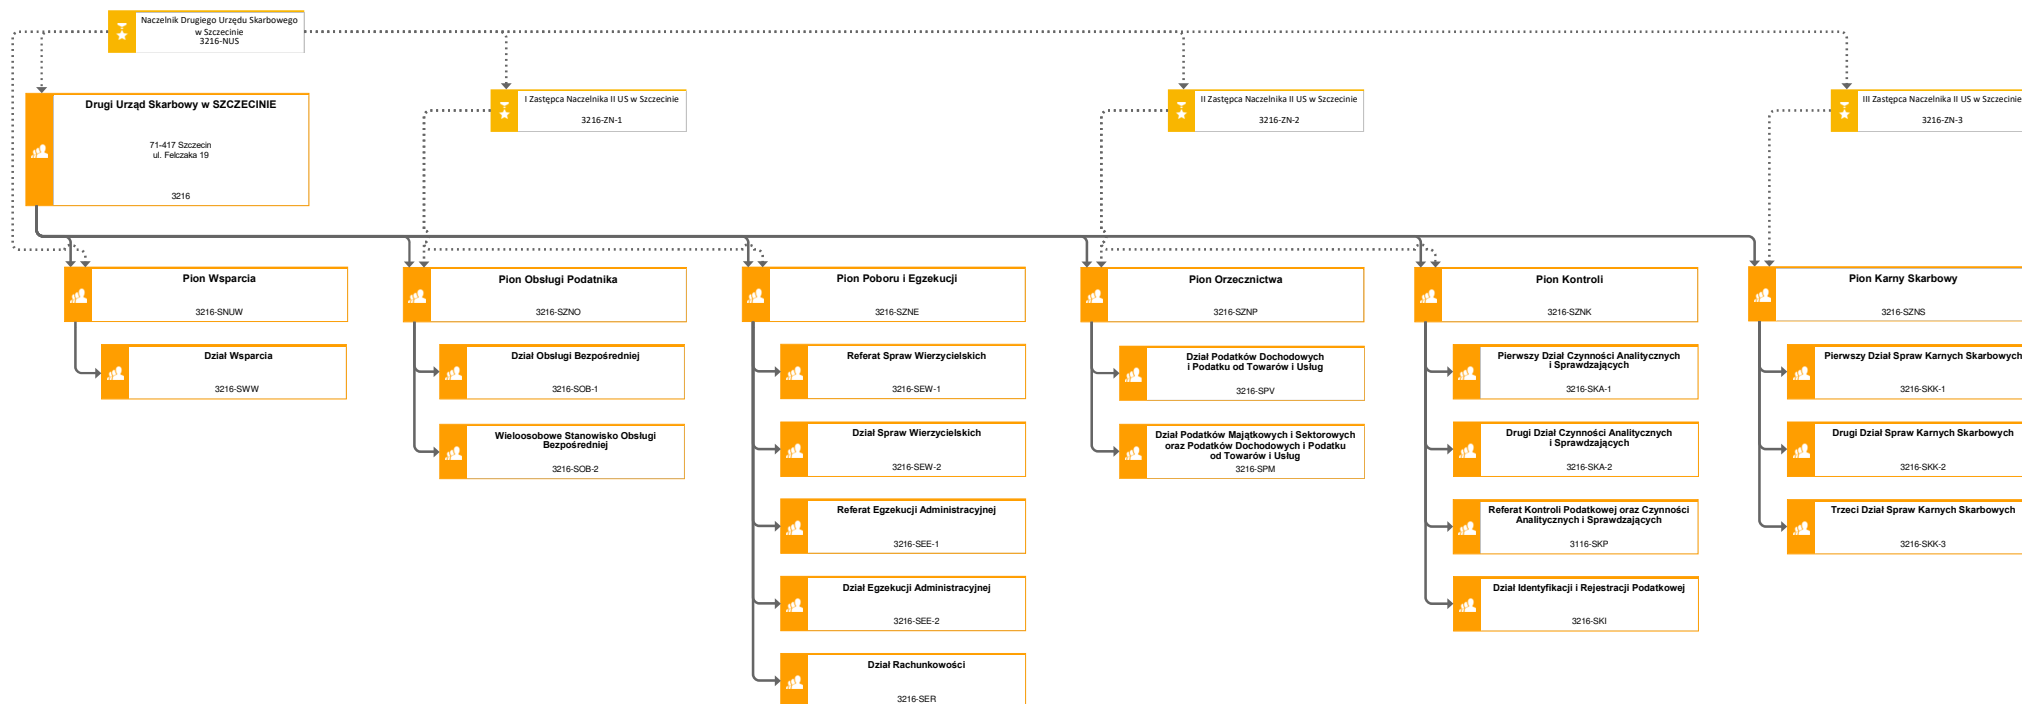 Naczelnik Drugiego Urzędu Skarbowego
w Szczecinie
3216-NUS
Drugi Urząd Skarbowy w SZCZECINIE
71-417 Szczecin
ul. Felczaka 19
3216
I Zastępca Naczelnika II US w Szczecinie
3216-ZN-1
II Zastępca Naczelnika II US w Szczecinie
3216-ZN-2
III Zastępca Naczelnika II US w Szczecinie
3216-ZN-3
Pion Wsparcia
3216-SNUW
Dział Wsparcia
3216-SWW
Pion Obsługi Podatnika
3216-SZNO
Dział Obsługi Bezpośredniej
3216-SOB-1
Wieloosobowe Stanowisko Obsługi
Bezpośredniej
3216-SOB-2
Pion Poboru i Egzekucji
3216-SZNE
Referat Spraw Wierzycielskich
3216-SEW-1
Dział Spraw Wierzycielskich
3216-SEW-2
Referat Egzekucji Administracyjnej
3216-SEE-1
Dział Egzekucji Administracyjnej
3216-SEE-2
Dział Rachunkowości
3216-SER
Pion Orzecznictwa
3216-SZNP
Dział Podatków Dochodowych
i Podatku od Towarów i Usług
3216-SPV
Dział Podatków Majątkowych i Sektorowych
oraz Podatków Dochodowych i Podatku
od Towarów i Usług
3216-SPM
Pion Kontroli
3216-SZNK
Pierwszy Dział Czynności Analitycznych
i Sprawdzających
3216-SKA-1
Drugi Dział Czynności Analitycznych
i Sprawdzających
3216-SKA-2
Referat Kontroli Podatkowej oraz Czynności
Analitycznych i Sprawdzających
3116-SKP
Dział Identyfikacji i Rejestracji Podatkowej
3216-SKI
Pion Karny Skarbowy
3216-SZNS
Pierwszy Dział Spraw Karnych Skarbowych
3216-SKK-1
Drugi Dział Spraw Karnych Skarbowych
3216-SKK-2
Trzeci Dział Spraw Karnych Skarbowych
3216-SKK-3